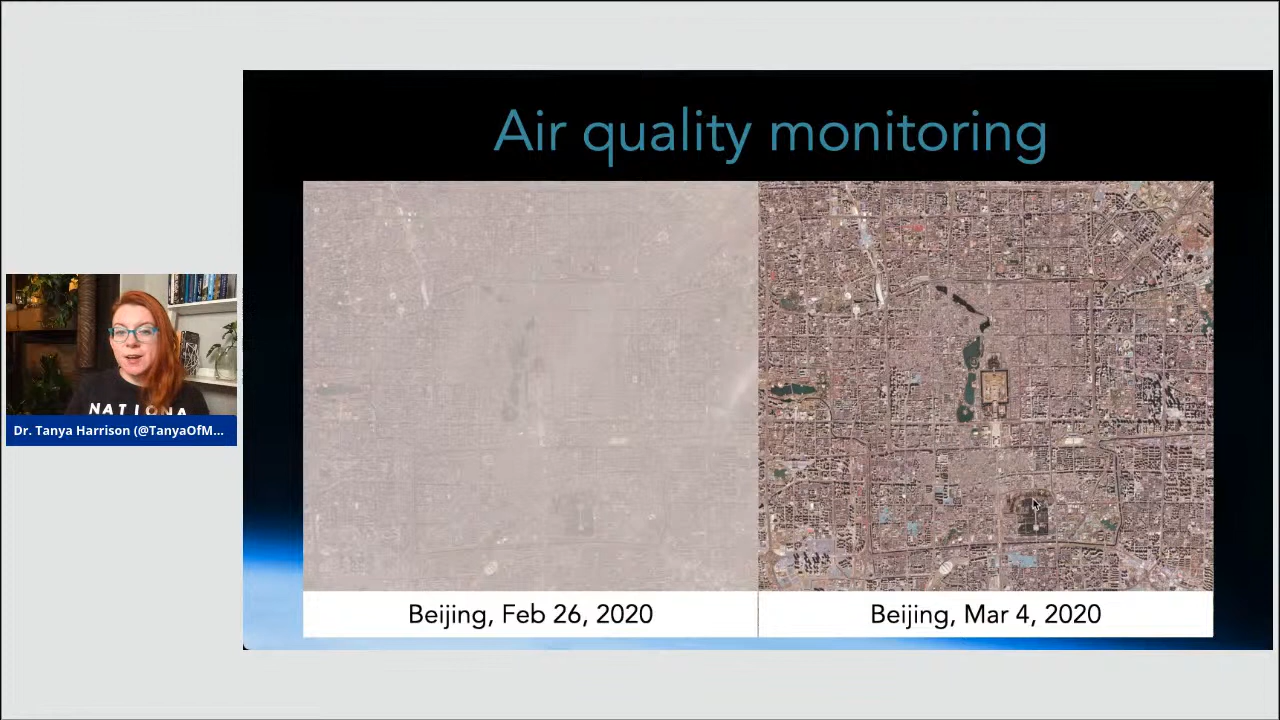 Air quality monitoring
NATIONA
Dr. Tanya Harrison (@TanyaOfM...
Beijing, Feb 26, 2020
Beijing, Mar 4, 2020